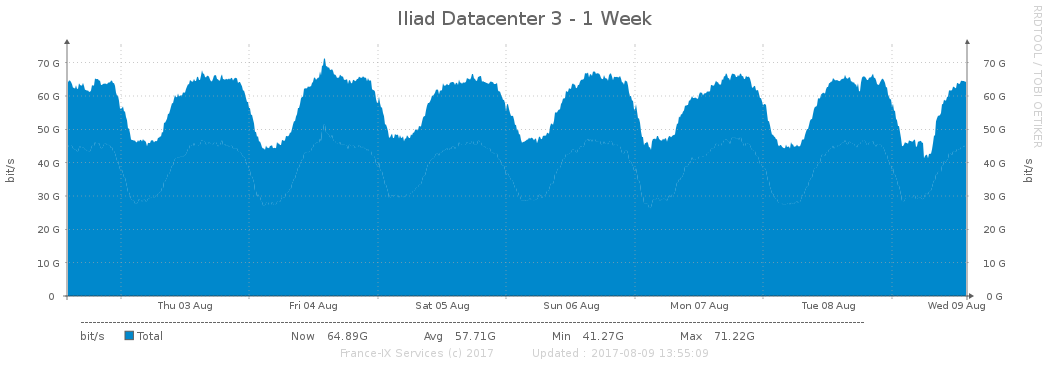 Iliad Datacenter 3 - 1 Week
RRDTOOL / TOBI OETIKER
70 G 70 G
60 G 60 G
50 G 50 G
40 G 40 G
30 G 30 G
20 G 20 G
10 G 10 G
0 0 G
bit/s bit/s
Thu 03 Aug Fri 04 Aug Sat 05 Aug Sun 06 Aug Mon 07 Aug Tue 08 Aug Wed 09 Aug
bit/s Total Now 64.89G Avg 57.71G Min 41.27G Max 71.22G
France-IX Services (c) 2017 Updated : 2017-08-09 13:55:09